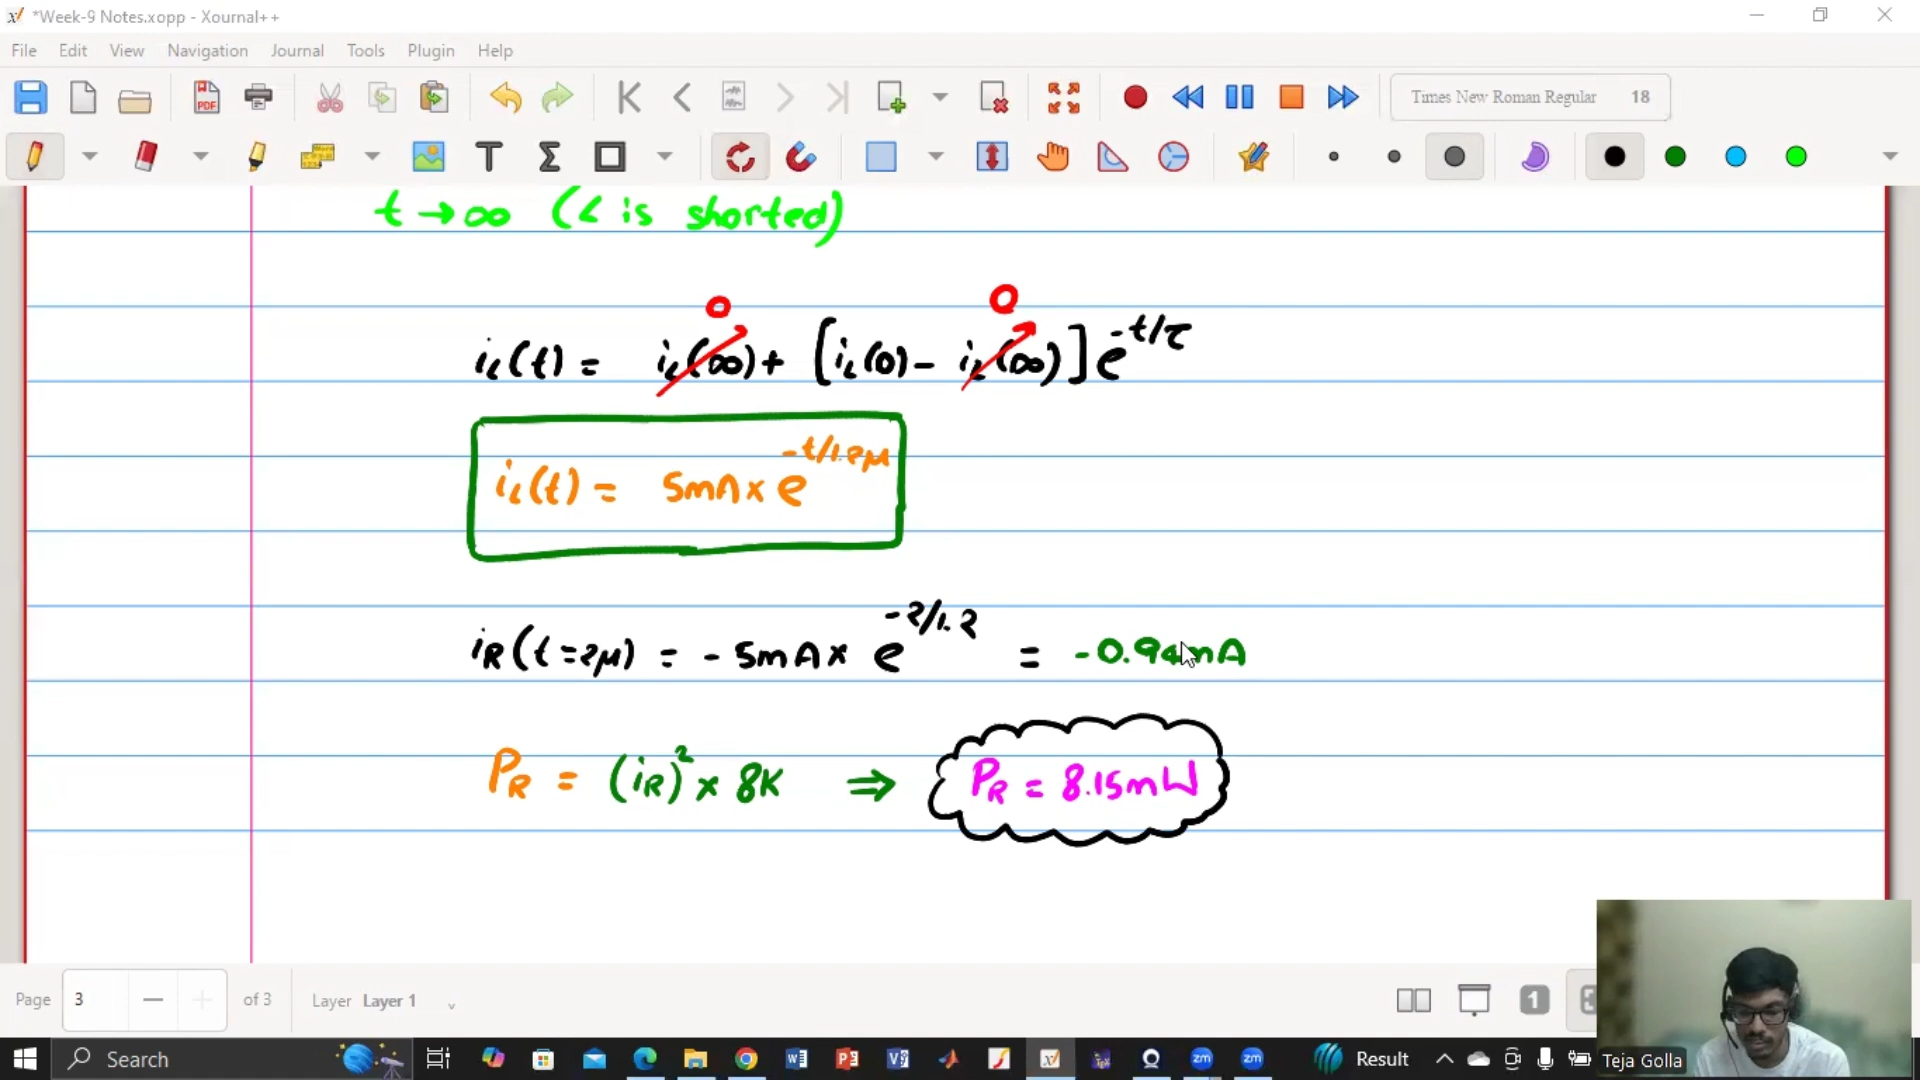 *Week-9 Notes.xopp - Xournal++
File Edit View Navigation Journal Tools Plugin Help
PDF
Times New Roman Regular 18
t → ∞ (L is shorted)
0 0
iL(t) = iL(∞) + [iL(0) - iL(∞)] e^-t/τ
iL(t) = 5mA x e^-t/1.2μ
iR(t=2μ) = - 5mA x e^-2/1.2 = -0.94mA
PR = (iR)² x 8K ⇒ PR = 8.15mW
Page 3 of 3 Layer Layer 1
1
Search
Result
Teja Golla